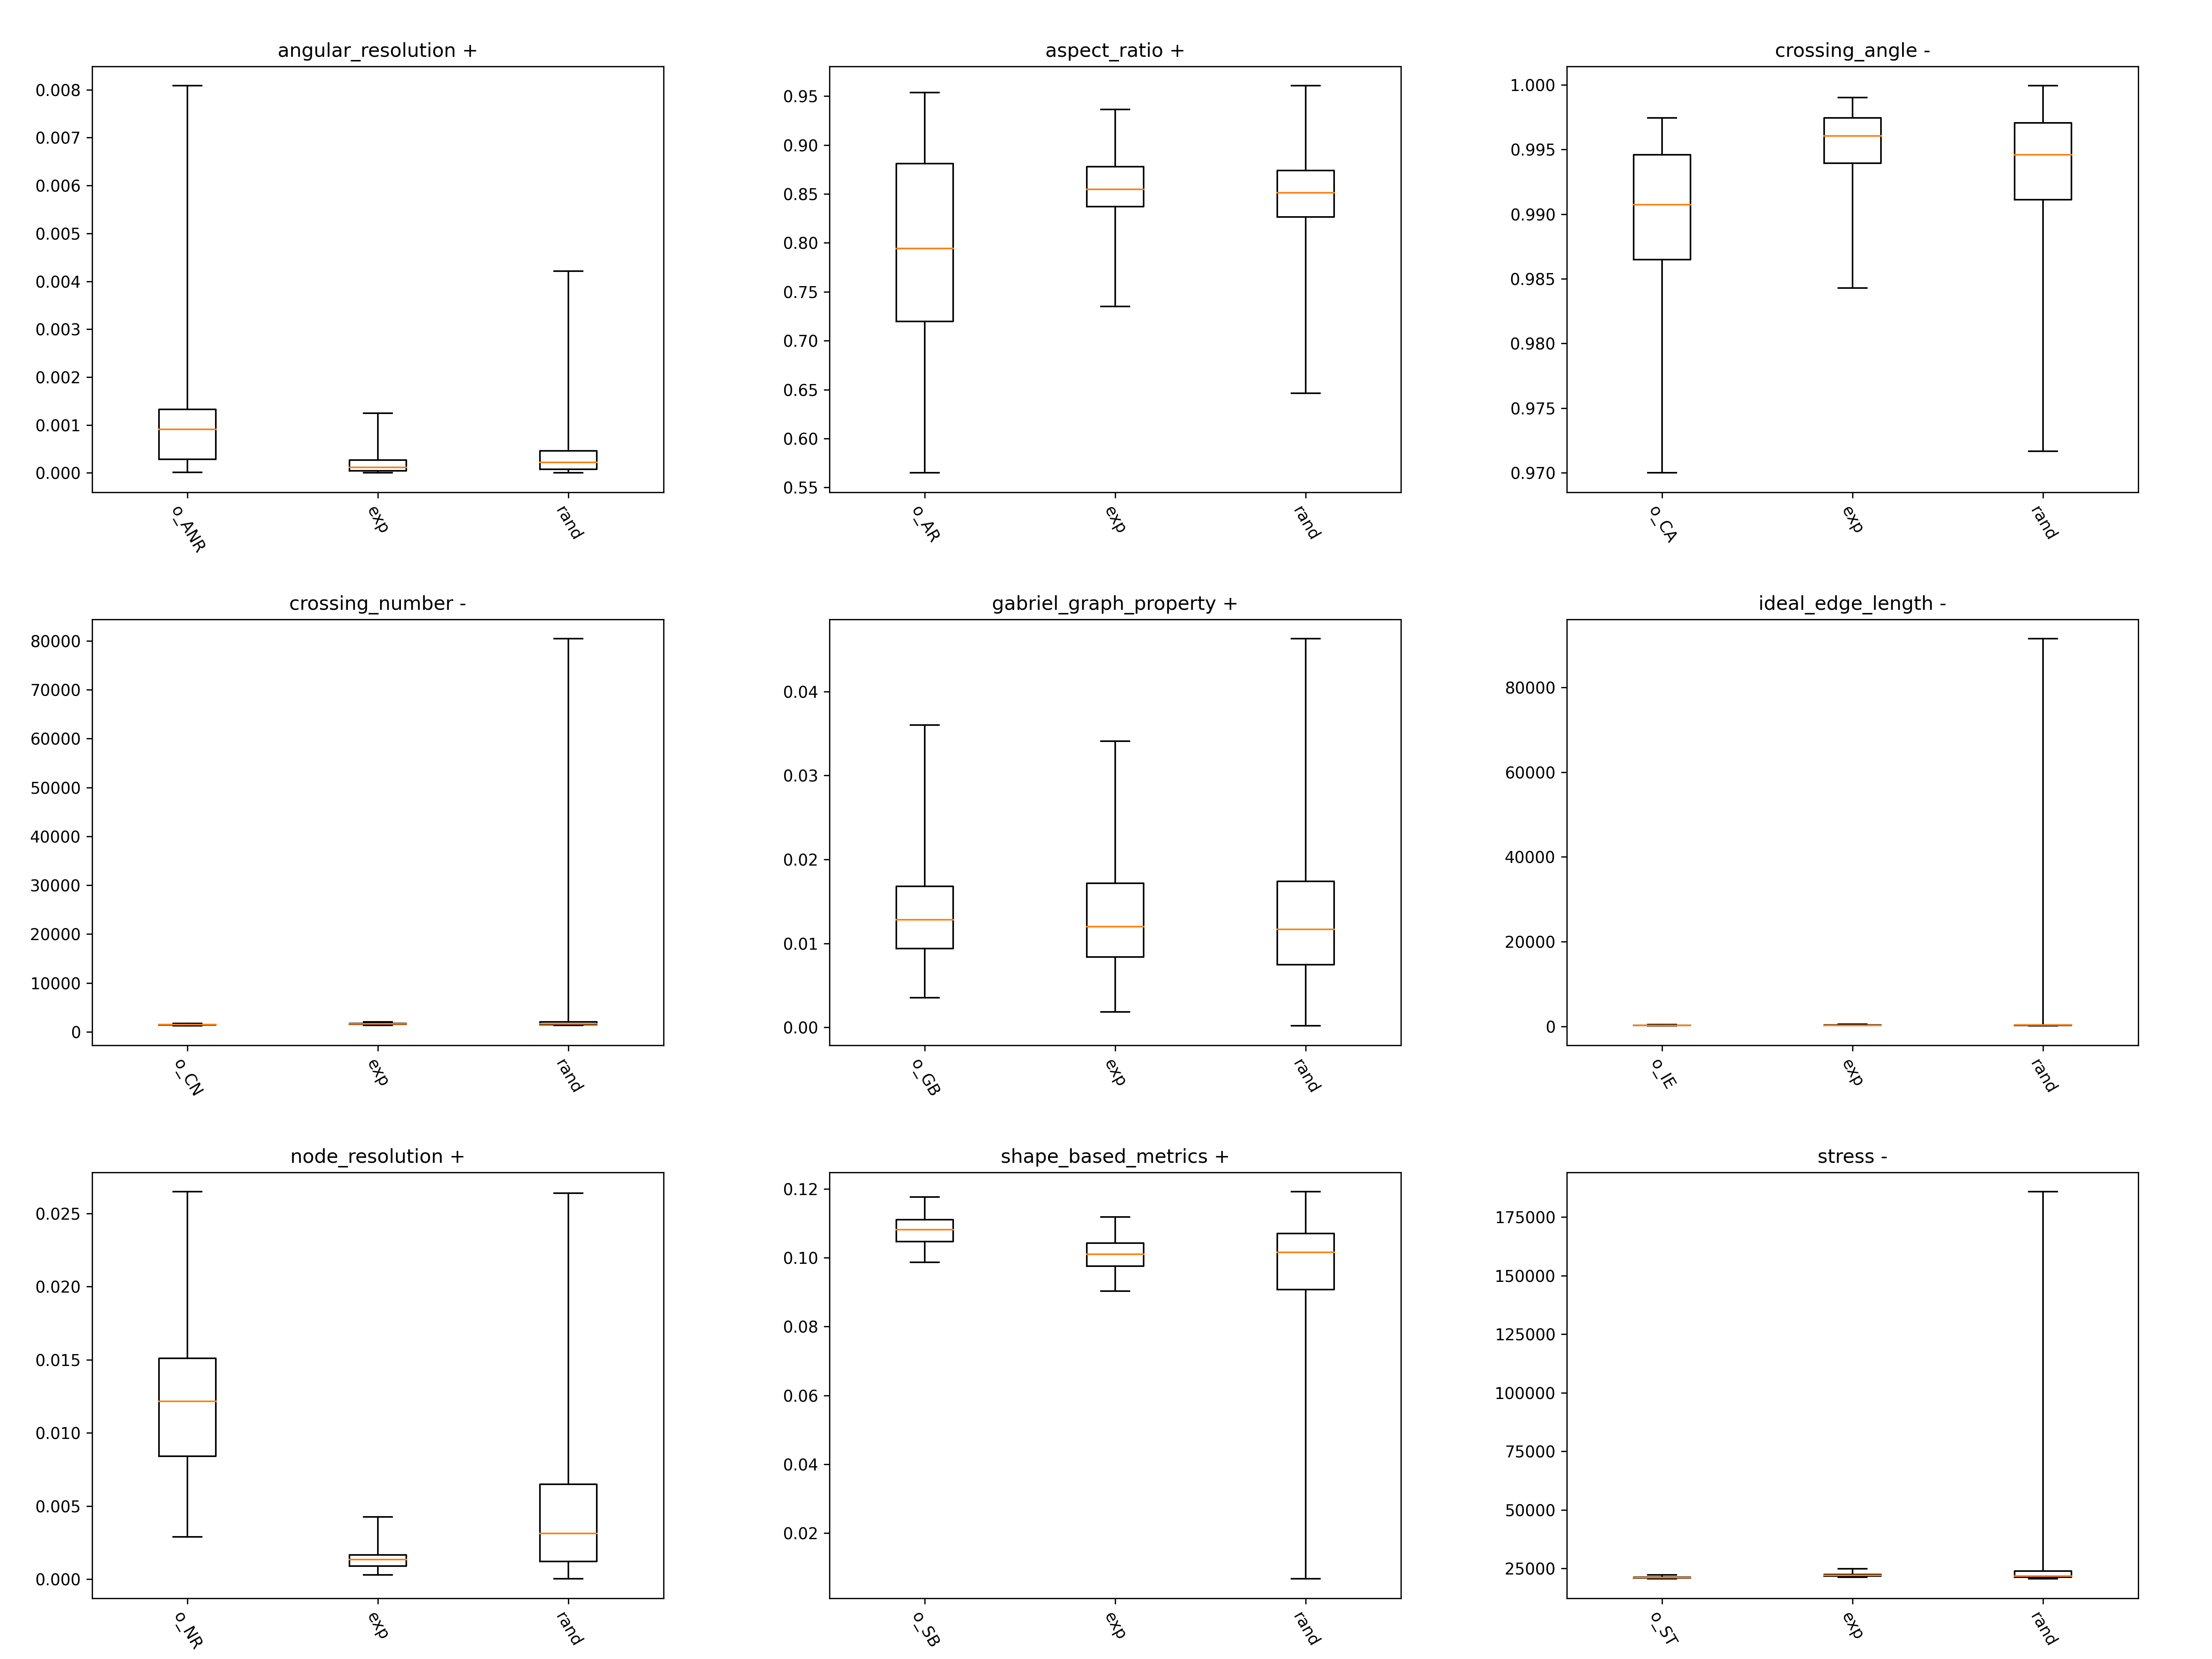 angular_resolution +
0.008
0.007
0.006
0.005
0.004
0.003
0.002
0.001
0.000
o_ANR
exp
rand
aspect_ratio +
0.95
0.90
0.85
0.80
0.75
0.70
0.65
0.60
0.55
o_AR
exp
rand
crossing_angle -
1.000
0.995
0.990
0.985
0.980
0.975
0.970
o_CA
exp
rand
crossing_number -
80000
70000
60000
50000
40000
30000
20000
10000
0
o_CN
exp
rand
gabriel_graph_property +
0.04
0.03
0.02
0.01
0.00
o_GB
exp
rand
ideal_edge_length -
80000
60000
40000
20000
0
o_IE
exp
rand
node_resolution +
0.025
0.020
0.015
0.010
0.005
0.000
o_NR
exp
rand
shape_based_metrics +
0.12
0.10
0.08
0.06
0.04
0.02
o_SB
exp
rand
stress -
175000
150000
125000
100000
75000
50000
25000
o_ST
exp
rand